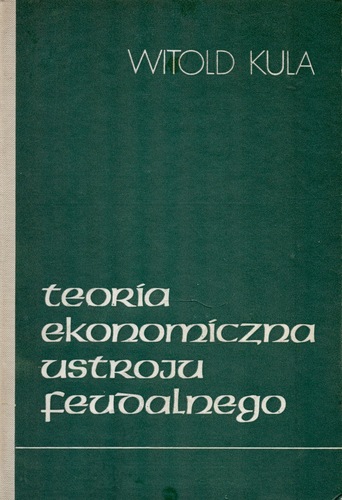 WITOLD KULA
teoria
ekonomiczna
ustroju
feudalnego